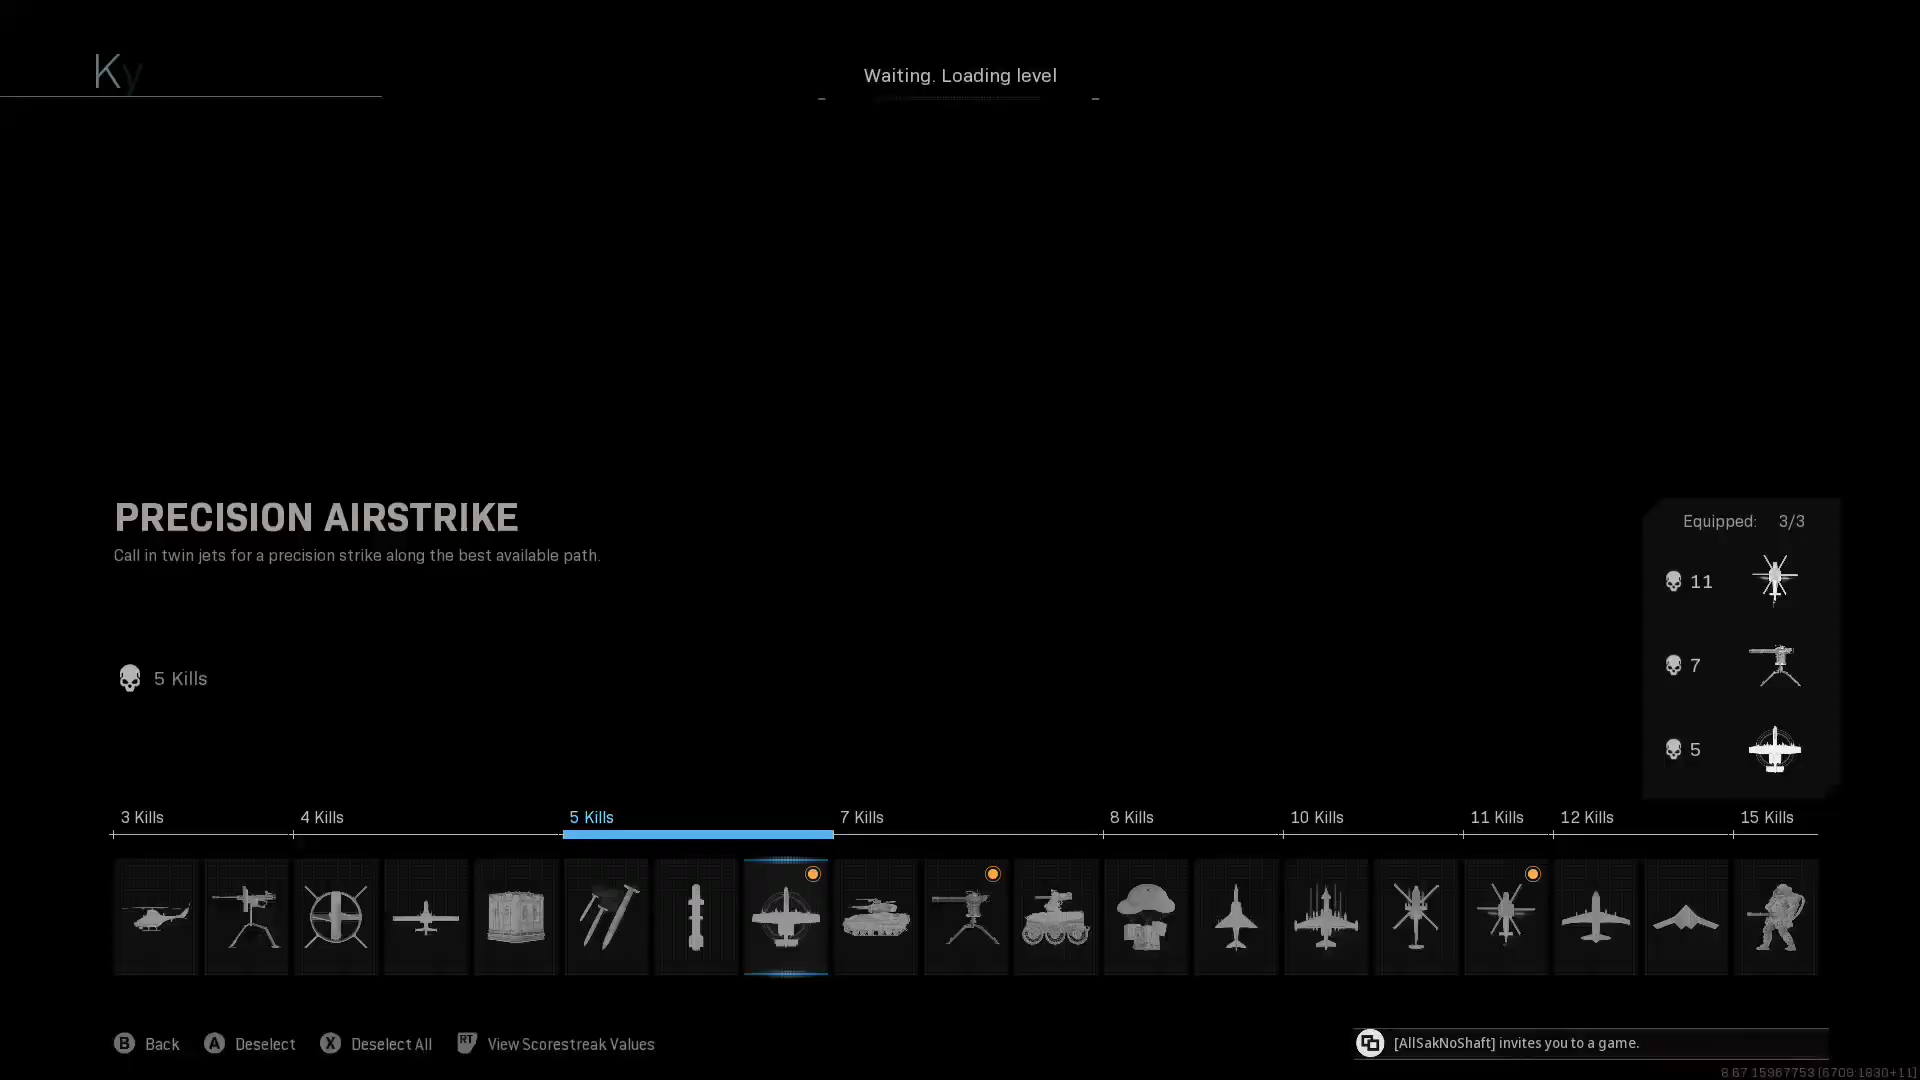 Ky
Waiting. Loading level
PRECISION AIRSTRIKE
Call in twin jets for a precision strike along the best available path.
5 Kills
Equipped: 3/3
11
7
5
3 Kills
4 Kills
5 Kills
7 Kills
8 Kills
10 Kills
11 Kills
12 Kills
15 Kills
B Back
A Deselect
X Deselect All
RT View Scorestreak Values
[AllSakNoShaft] invites you to a game.
8.67.15967753 (6709:1830+11)